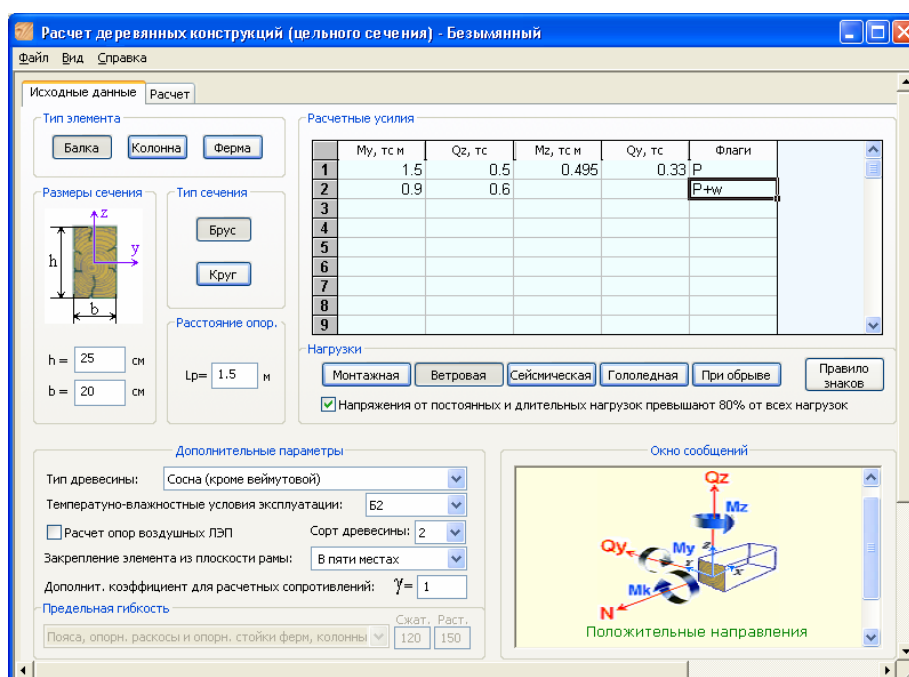 Расчет деревянных конструкций (цельного сечения) - Безымянный
Файл Вид Справка
Исходные данные Расчет
Тип элемента
Балка Колонна Ферма
Размеры сечения
z
y
h
b
h = 25 см
b = 20 см
Тип сечения
Брус
Круг
Расстояние опор.
Lр= 1.5 м
Расчетные усилия
My, тс м Qz, тс Mz, тс м Qy, тс Флаги
1 1.5 0.5 0.495 0.33 P
2 0.9 0.6 P+w
3
4
5
6
7
8
9
Нагрузки
Монтажная Ветровая Сейсмическая Гололедная При обрыве Правило знаков
Напряжения от постоянных и длительных нагрузок превышают 80% от всех нагрузок
Дополнительные параметры
Тип древесины: Сосна (кроме веймутовой)
Температуно-влажностные условия эксплуатации: Б2
Расчет опор воздушных ЛЭП Сорт древесины: 2
Закрепление элемента из плоскости рамы: В пяти местах
Дополнит. коэффициент для расчетных сопротивлений: γ= 1
Предельная гибкость
Сжат. Раст.
Пояса, опорн. раскосы и опорн. стойки ферм, колонны 120 150
Окно сообщений
Qz
Mz
Qy My z
Y x
Mk
N
Положительные направления